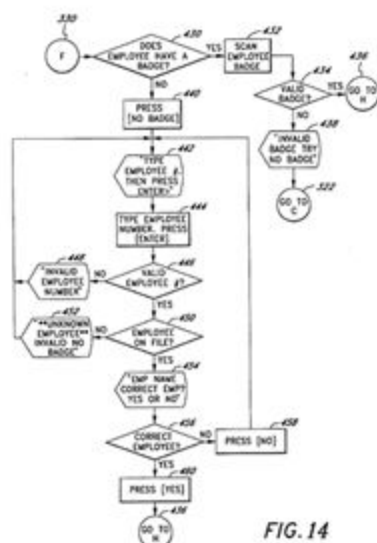 330
F
430
DOES
EMPLOYEE HAVE A
BADGE?
YES
432
SCAN
EMPLOYEE
BADGE
434
VALID
BADGE?
YES
436
GO TO
H
NO
438
"INVALID
BADGE TRY
NO BADGE"
322
GO TO
C
NO
440
PRESS
[NO BADGE]
442
"TYPE
EMPLOYEE #,
THEN PRESS
ENTER>"
444
TYPE EMPLOYEE
NUMBER, PRESS
[ENTER]
446
VALID
EMPLOYEE #?
NO
448
"INVALID
EMPLOYEE
NUMBER"
YES
450
EMPLOYEE
ON FILE?
NO
452
"**UNKNOWN
EMPLOYEE**
INVALID NO
BADGE"
YES
454
"EMP NAME
CORRECT EMP?
YES OR NO"
456
CORRECT
EMPLOYEE?
NO
458
PRESS [NO]
YES
460
PRESS [YES]
436
GO TO
H
FIG. 14